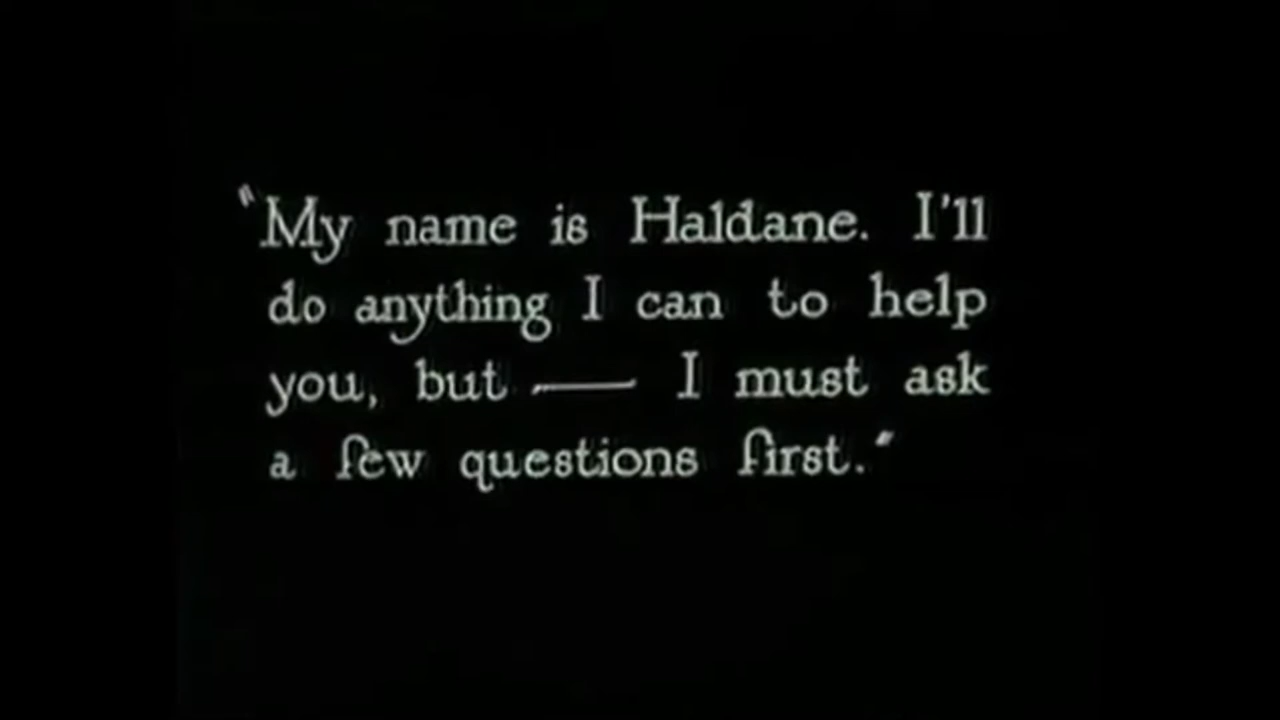 "My name is Haldane. I'll
do anything I can to help
you, but — I must ask
a few questions first."